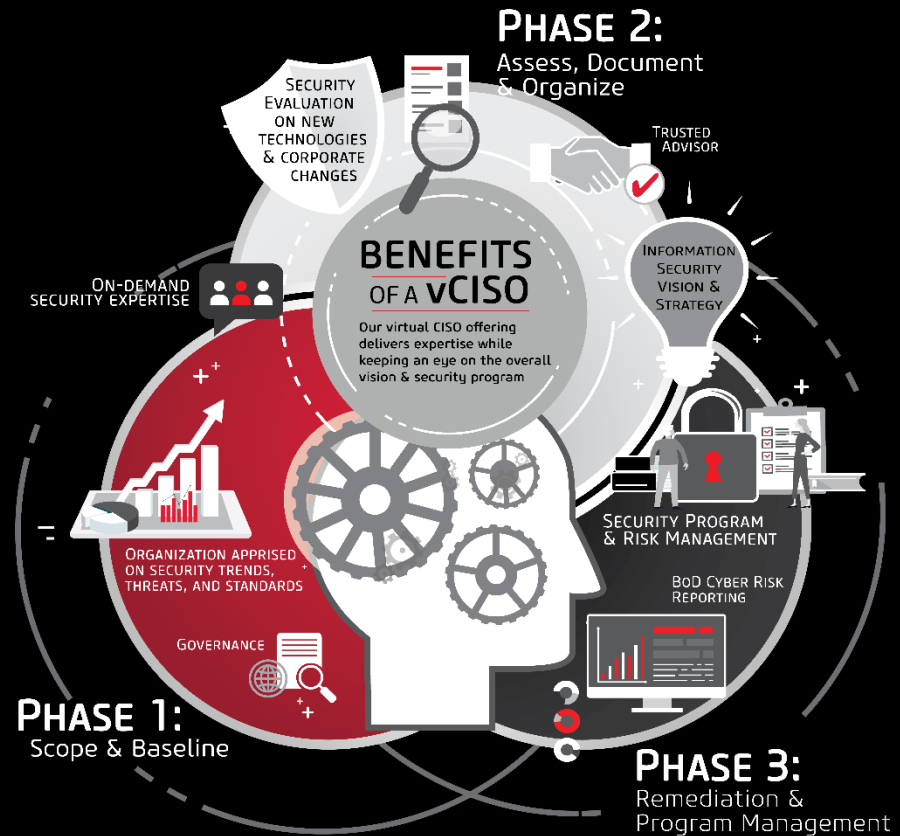 PHASE 2:
Assess, Document
& Organize
SECURITY
EVALUATION
ON NEW
TECHNOLOGIES
& CORPORATE
CHANGES
TRUSTED
ADVISOR
INFORMATION
SECURITY
VISION &
STRATEGY
BENEFITS
OF A vCISO
Our virtual CISO offering
delivers expertise while
keeping an eye on the overall
vision & security program
ON-DEMAND
SECURITY EXPERTISE
ORGANIZATION APPRISED
ON SECURITY TRENDS,
THREATS, AND STANDARDS
GOVERNANCE
SECURITY PROGRAM
& RISK MANAGEMENT
BoD CYBER RISK
REPORTING
PHASE 1:
Scope & Baseline
PHASE 3:
Remediation &
Program Management